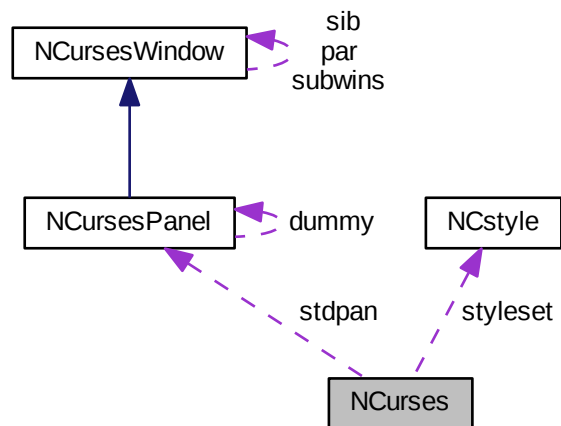 sib
NCursesWindow
par
subwins
NCursesPanel
dummy
NCstyle
stdpan
styleset
NCurses